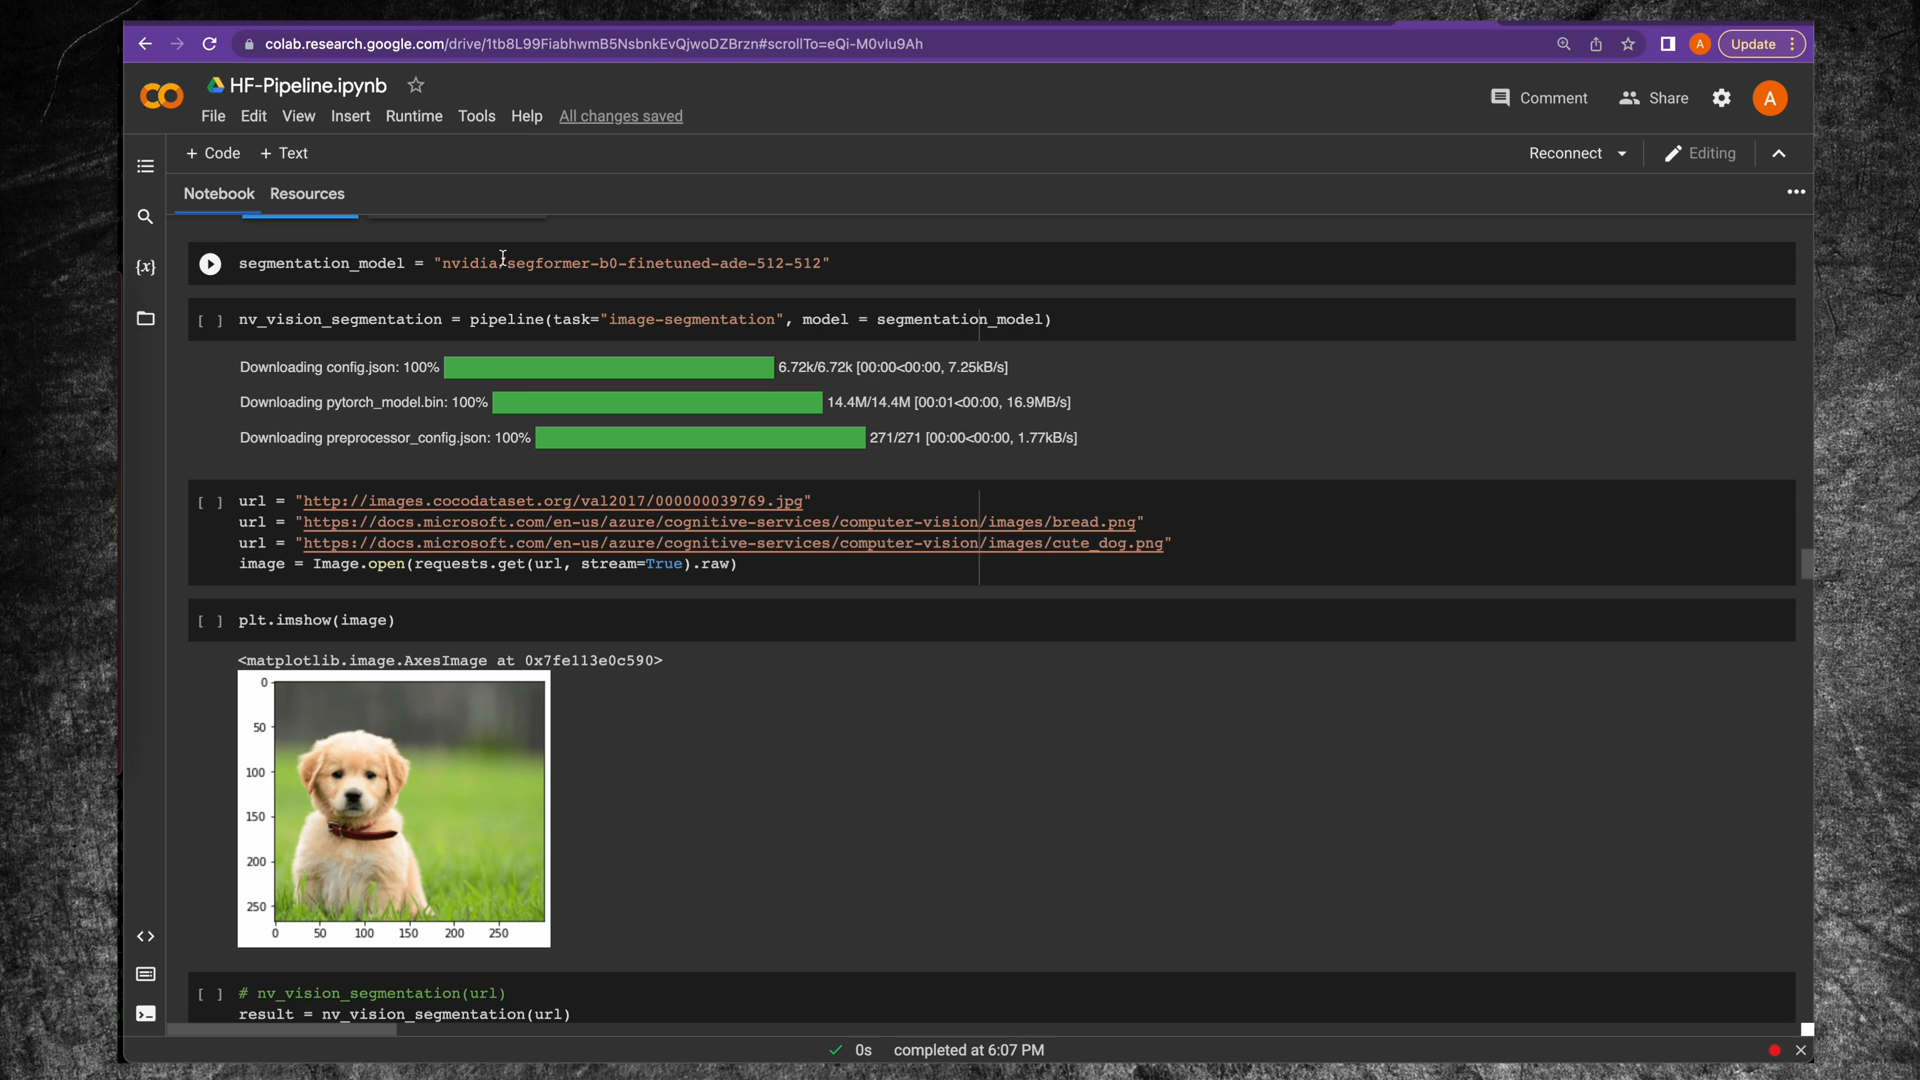 colab.research.google.com/drive/1tb8L99FiabhwmB5NsbnkEvQjwoDZBrzn#scrollTo=eQi-M0vIu9Ah
A
Update
HF-Pipeline.ipynb
File Edit View Insert Runtime Tools Help All changes saved
Comment
Share
A
+ Code + Text
Reconnect
Editing
Notebook Resources
{x}
segmentation_model = "nvidia/segformer-b0-finetuned-ade-512-512"
[ ] nv_vision_segmentation = pipeline(task="image-segmentation", model = segmentation_model)
Downloading config.json: 100% 6.72k/6.72k [00:00<00:00, 7.25kB/s]
Downloading pytorch_model.bin: 100% 14.4M/14.4M [00:01<00:00, 16.9MB/s]
Downloading preprocessor_config.json: 100% 271/271 [00:00<00:00, 1.77kB/s]
[ ] url = "http://images.cocodataset.org/val2017/000000039769.jpg"
url = "https://docs.microsoft.com/en-us/azure/cognitive-services/computer-vision/images/bread.png"
url = "https://docs.microsoft.com/en-us/azure/cognitive-services/computer-vision/images/cute_dog.png"
image = Image.open(requests.get(url, stream=True).raw)
[ ] plt.imshow(image)
<matplotlib.image.AxesImage at 0x7fe113e0c590>
0
50
100
150
200
250
0 50 100 150 200 250
[ ] # nv_vision_segmentation(url)
result = nv_vision_segmentation(url)
0s completed at 6:07 PM